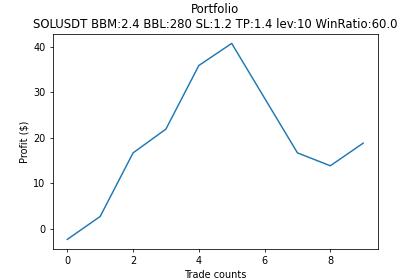 Portfolio
SOLUSDT BBM:2.4 BBL:280 SL:1.2 TP:1.4 lev:10 WinRatio:60.0
40
30
20
10
0
Profit ($)
0 2 4 6 8
Trade counts